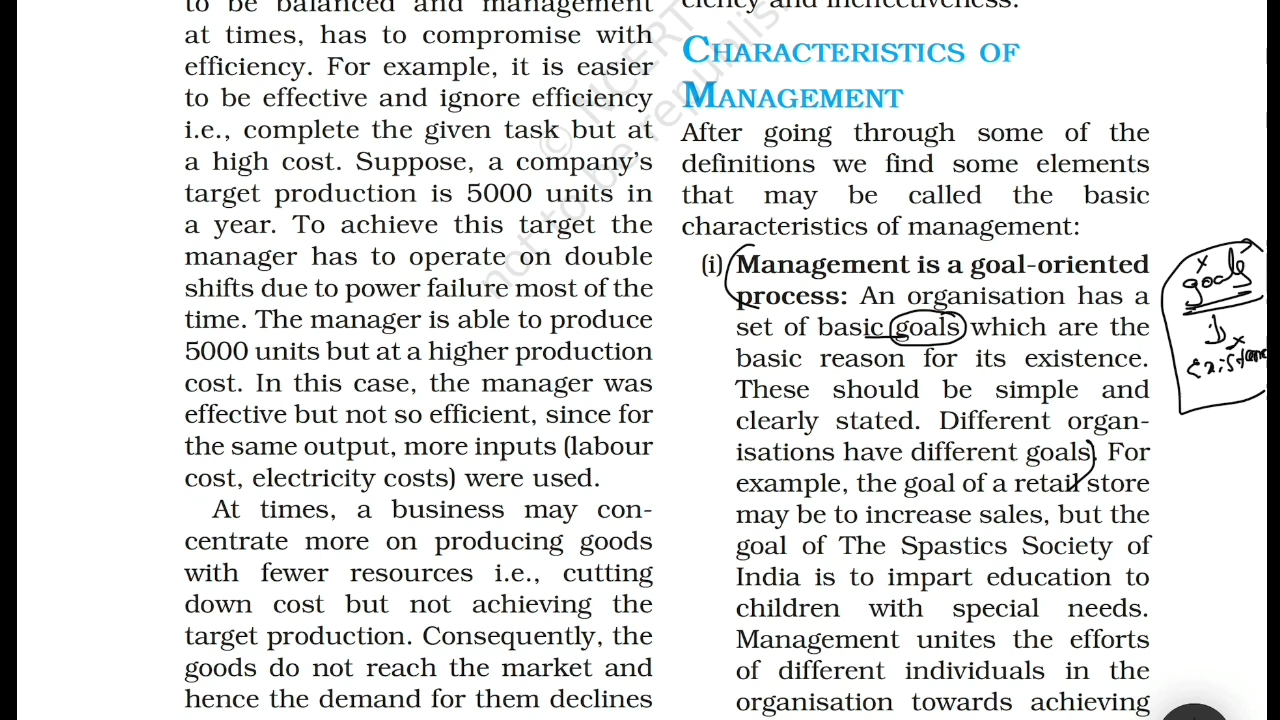 to be balanced and management
at times, has to compromise with
efficiency. For example, it is easier
to be effective and ignore efficiency
i.e., complete the given task but at
a high cost. Suppose, a company's
target production is 5000 units in
a year. To achieve this target the
manager has to operate on double
shifts due to power failure most of the
time. The manager is able to produce
5000 units but at a higher production
cost. In this case, the manager was
effective but not so efficient, since for
the same output, more inputs (labour
cost, electricity costs) were used.
At times, a business may con-
centrate more on producing goods
with fewer resources i.e., cutting
down cost but not achieving the
target production. Consequently, the
goods do not reach the market and
hence the demand for them declines
ciency and ineffectiveness.
CHARACTERISTICS OF
MANAGEMENT
After going through some of the
definitions we find some elements
that may be called the basic
characteristics of management:
(i) Management is a goal-oriented
process: An organisation has a
set of basic goals which are the
basic reason for its existence.
These should be simple and
clearly stated. Different organ-
isations have different goals. For
example, the goal of a retail store
may be to increase sales, but the
goal of The Spastics Society of
India is to impart education to
children with special needs.
Management unites the efforts
of different individuals in the
organisation towards achieving
goals
© NCERT
not to be republis